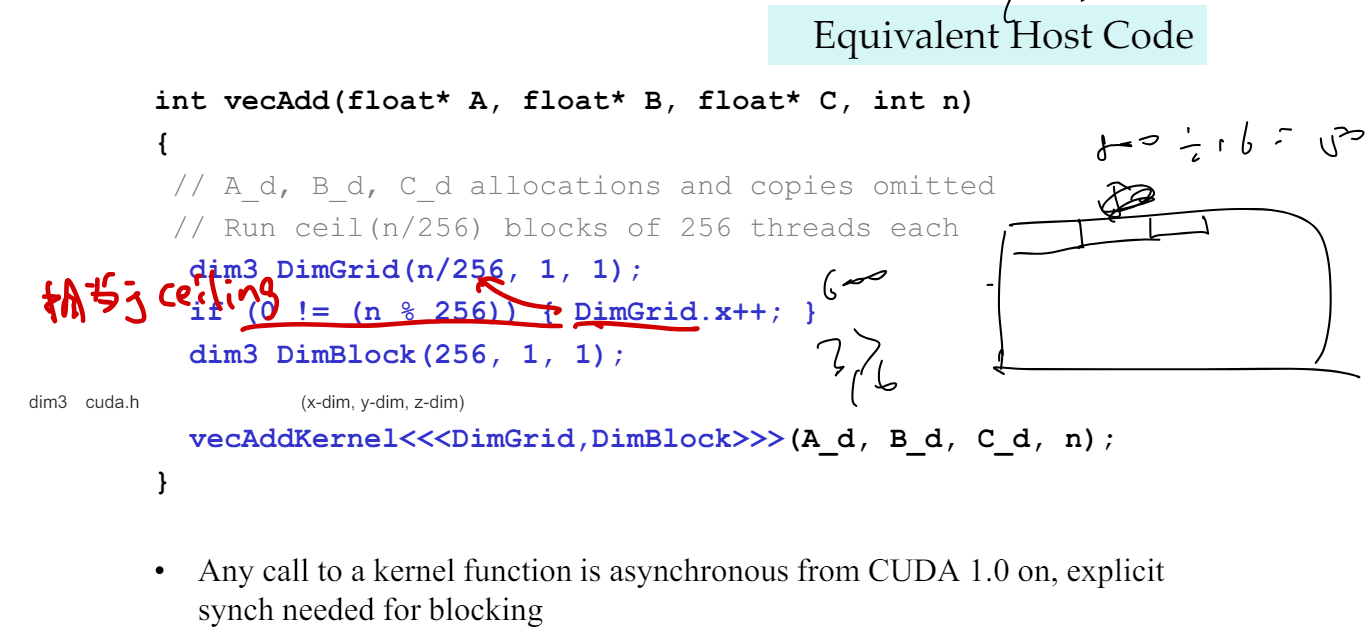 Equivalent Host Code
int vecAdd(float* A, float* B, float* C, int n)
{
// A_d, B_d, C_d allocations and copies omitted
// Run ceil(n/256) blocks of 256 threads each
dim3 DimGrid(n/256, 1, 1);
相当于 ceiling
if (0 != (n % 256)) { DimGrid.x++; }
dim3 DimBlock(256, 1, 1);
dim3 cuda.h (x-dim, y-dim, z-dim)
vecAddKernel<<<DimGrid,DimBlock>>>(A_d, B_d, C_d, n);
}
• Any call to a kernel function is asynchronous from CUDA 1.0 on, explicit
synch needed for blocking